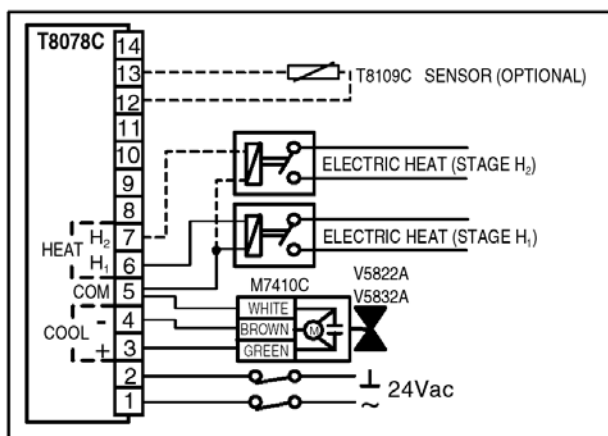 T8078C
14
13
12
11
10
9
8
7
6
5
4
3
2
1
T8109C SENSOR (OPTIONAL)
ELECTRIC HEAT (STAGE H₂)
ELECTRIC HEAT (STAGE H₁)
HEAT
H₂
H₁
COM
COOL
-
+
M7410C
V5822A
V5832A
WHITE
BROWN
GREEN
M
24Vac
~